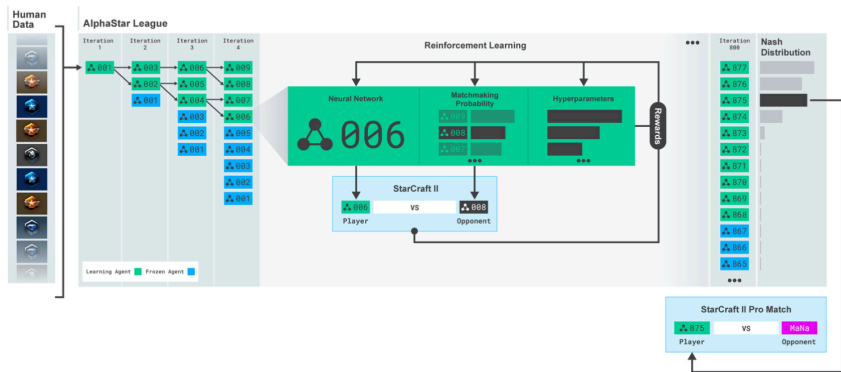 Human
Data
AlphaStar League
Iteration
1
Iteration
2
Iteration
3
Iteration
4
001
003
002
001
006
005
004
003
002
001
009
008
007
006
005
004
003
002
001
Learning Agent
Frozen Agent
Reinforcement Learning
Neural Network
006
Matchmaking
Probability
009
008
007
•••
Hyperparameters
•••
Rewards
StarCraft II
006
VS
008
Player
Opponent
•••
Iteration
800
877
876
875
874
873
872
871
870
869
868
867
866
865
•••
Nash
Distribution
StarCraft II Pro Match
875
VS
MaNa
Player
Opponent